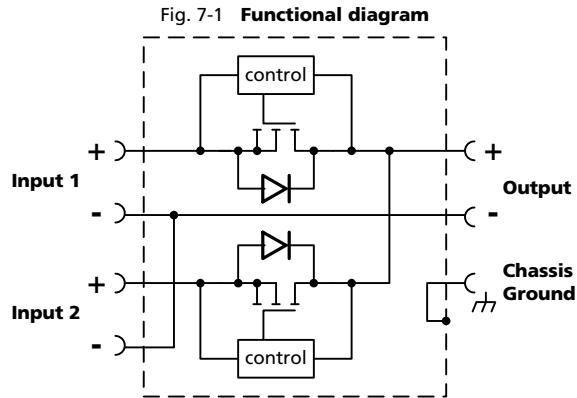 Fig. 7-1 Functional diagram
control
+
+
Input 1
Output
-
-
+
Chassis
Ground
Input 2
-
control